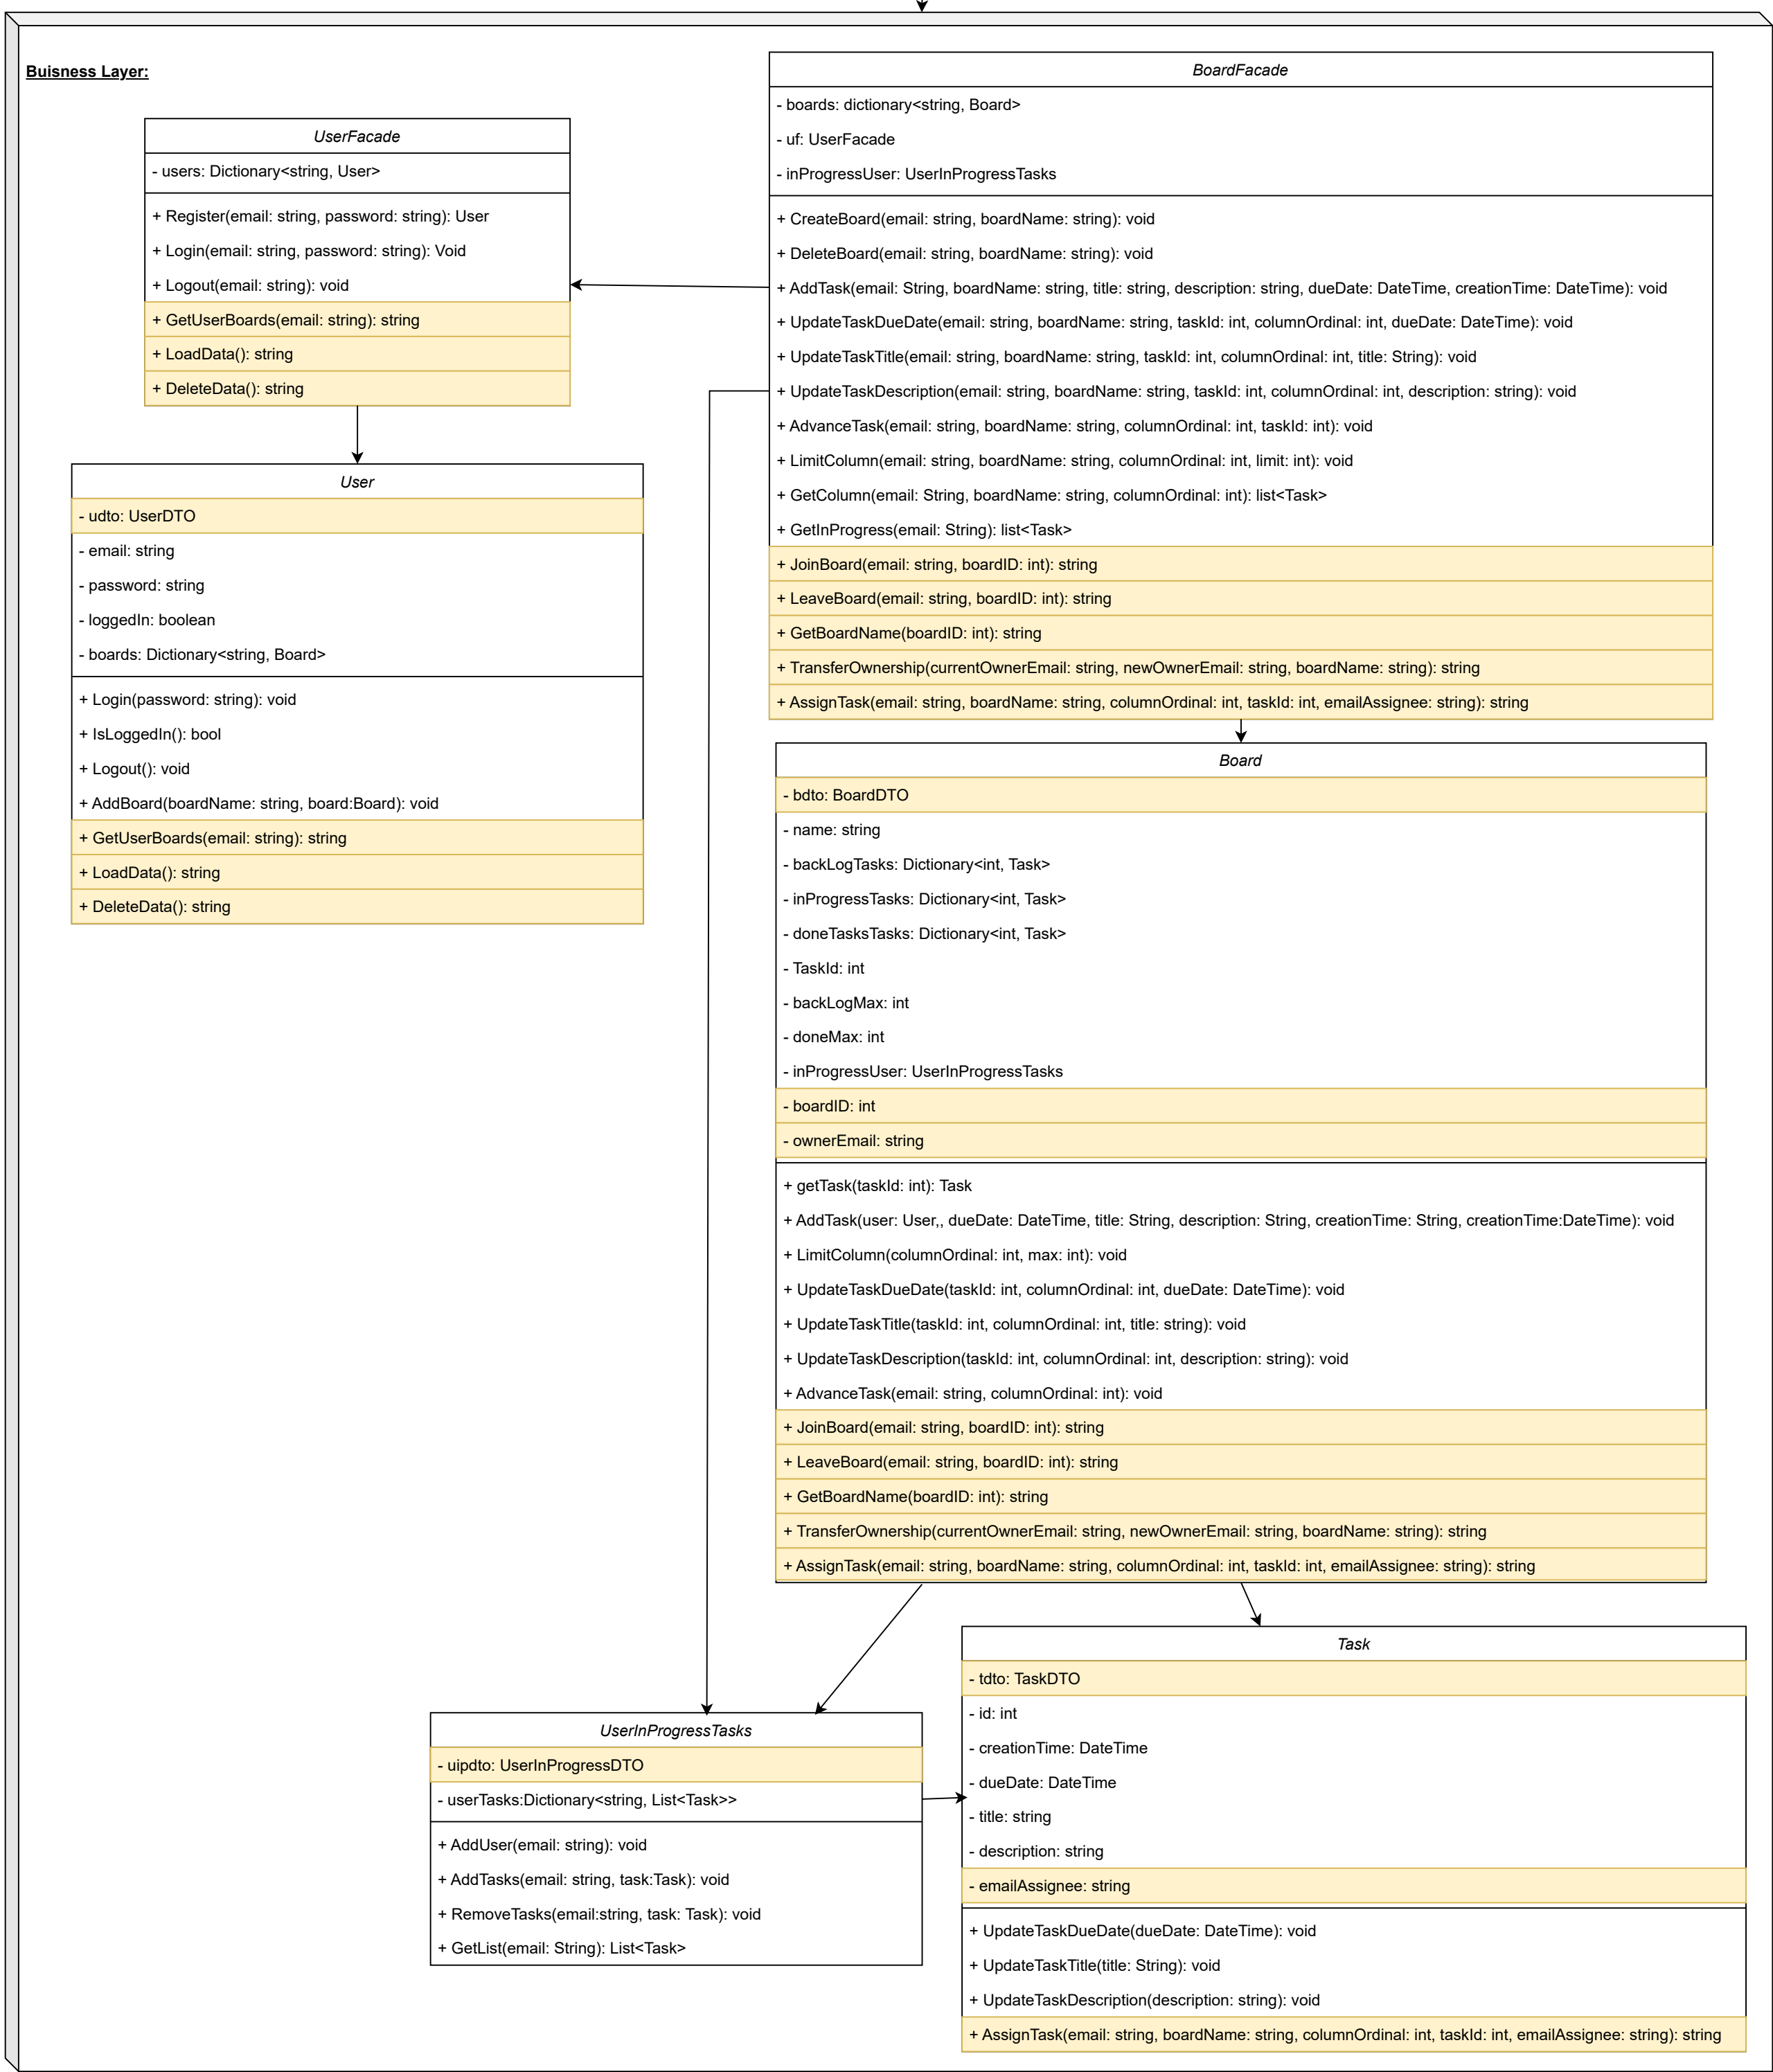 Buisness Layer:
UserFacade
- users: Dictionary<string, User>
+ Register(email: string, password: string): User
+ Login(email: string, password: string): Void
+ Logout(email: string): void
+ GetUserBoards(email: string): string
+ LoadData(): string
+ DeleteData(): string
User
- udto: UserDTO
- email: string
- password: string
- loggedIn: boolean
- boards: Dictionary<string, Board>
+ Login(password: string): void
+ IsLoggedIn(): bool
+ Logout(): void
+ AddBoard(boardName: string, board:Board): void
+ GetUserBoards(email: string): string
+ LoadData(): string
+ DeleteData(): string
BoardFacade
- boards: dictionary<string, Board>
- uf: UserFacade
- inProgressUser: UserInProgressTasks
+ CreateBoard(email: string, boardName: string): void
+ DeleteBoard(email: string, boardName: string): void
+ AddTask(email: String, boardName: string, title: string, description: string, dueDate: DateTime, creationTime: DateTime): void
+ UpdateTaskDueDate(email: string, boardName: string, taskId: int, columnOrdinal: int, dueDate: DateTime): void
+ UpdateTaskTitle(email: string, boardName: string, taskId: int, columnOrdinal: int, title: String): void
+ UpdateTaskDescription(email: string, boardName: string, taskId: int, columnOrdinal: int, description: string): void
+ AdvanceTask(email: string, boardName: string, columnOrdinal: int, taskId: int): void
+ LimitColumn(email: string, boardName: string, columnOrdinal: int, limit: int): void
+ GetColumn(email: String, boardName: string, columnOrdinal: int): list<Task>
+ GetInProgress(email: String): list<Task>
+ JoinBoard(email: string, boardID: int): string
+ LeaveBoard(email: string, boardID: int): string
+ GetBoardName(boardID: int): string
+ TransferOwnership(currentOwnerEmail: string, newOwnerEmail: string, boardName: string): string
+ AssignTask(email: string, boardName: string, columnOrdinal: int, taskId: int, emailAssignee: string): string
Board
- bdto: BoardDTO
- name: string
- backLogTasks: Dictionary<int, Task>
- inProgressTasks: Dictionary<int, Task>
- doneTasksTasks: Dictionary<int, Task>
- TaskId: int
- backLogMax: int
- doneMax: int
- inProgressUser: UserInProgressTasks
- boardID: int
- ownerEmail: string
+ getTask(taskId: int): Task
+ AddTask(user: User,, dueDate: DateTime, title: String, description: String, creationTime: String, creationTime:DateTime): void
+ LimitColumn(columnOrdinal: int, max: int): void
+ UpdateTaskDueDate(taskId: int, columnOrdinal: int, dueDate: DateTime): void
+ UpdateTaskTitle(taskId: int, columnOrdinal: int, title: string): void
+ UpdateTaskDescription(taskId: int, columnOrdinal: int, description: string): void
+ AdvanceTask(email: string, columnOrdinal: int): void
+ JoinBoard(email: string, boardID: int): string
+ LeaveBoard(email: string, boardID: int): string
+ GetBoardName(boardID: int): string
+ TransferOwnership(currentOwnerEmail: string, newOwnerEmail: string, boardName: string): string
+ AssignTask(email: string, boardName: string, columnOrdinal: int, taskId: int, emailAssignee: string): string
UserInProgressTasks
- uipdto: UserInProgressDTO
- userTasks:Dictionary<string, List<Task>>
+ AddUser(email: string): void
+ AddTasks(email: string, task:Task): void
+ RemoveTasks(email:string, task: Task): void
+ GetList(email: String): List<Task>
Task
- tdto: TaskDTO
- id: int
- creationTime: DateTime
- dueDate: DateTime
- title: string
- description: string
- emailAssignee: string
+ UpdateTaskDueDate(dueDate: DateTime): void
+ UpdateTaskTitle(title: String): void
+ UpdateTaskDescription(description: string): void
+ AssignTask(email: string, boardName: string, columnOrdinal: int, taskId: int, emailAssignee: string): string